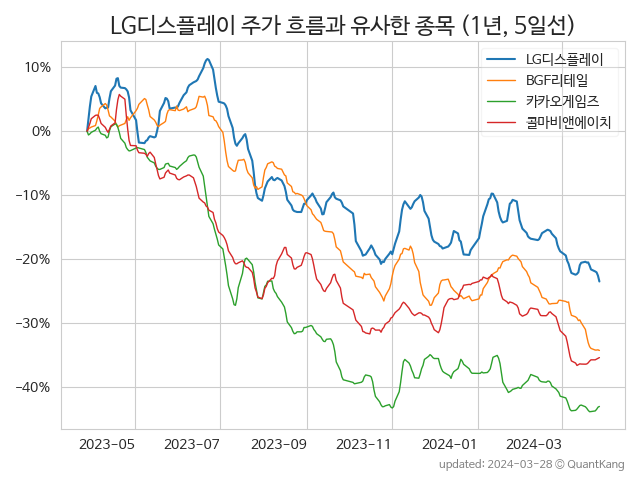 LG디스플레이 주가 흐름과 유사한 종목 (1년, 5일선)
LG디스플레이
BGF리테일
카카오게임즈
콜마비앤에이치
10%
0%
−10%
−20%
−30%
−40%
2023−05
2023−07
2023−09
2023−11
2024−01
2024−03
updated: 2024−03−28 ⓒ QuantKang